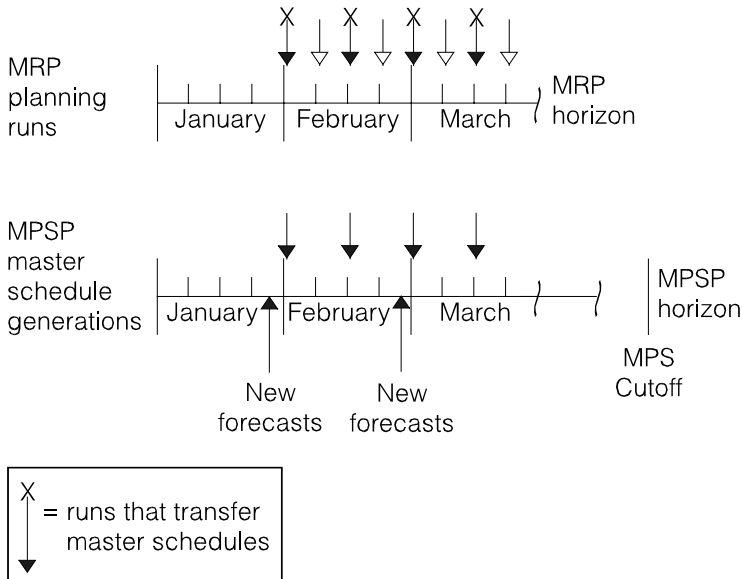 X X X X
MRP
planning
runs
January February March
MRP
horizon
MPSP
master
schedule
generations
January February March
MPSP
horizon
MPS
Cutoff
New
forecasts
New
forecasts
X
= runs that transfer
master schedules